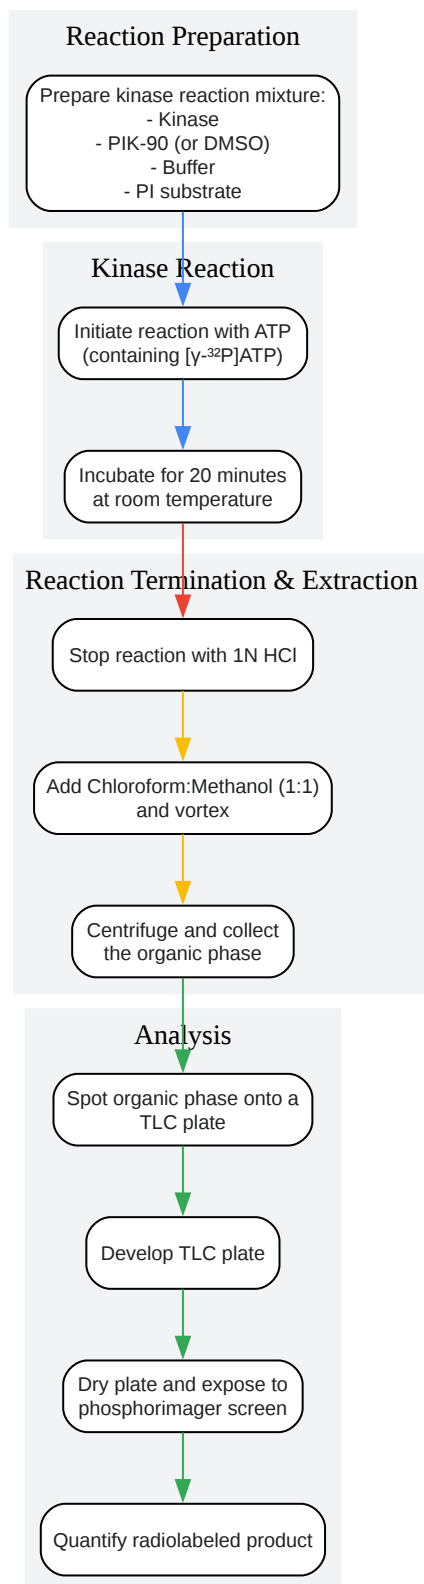 Reaction Preparation
Prepare kinase reaction mixture:
- Kinase
- PIK-90 (or DMSO)
- Buffer
- PI substrate
Kinase Reaction
Initiate reaction with ATP
(containing [γ-³²P]ATP)
Incubate for 20 minutes
at room temperature
Reaction Termination & Extraction
Stop reaction with 1N HCl
Add Chloroform:Methanol (1:1)
and vortex
Centrifuge and collect
the organic phase
Analysis
Spot organic phase onto a
TLC plate
Develop TLC plate
Dry plate and expose to
phosphorimager screen
Quantify radiolabeled product